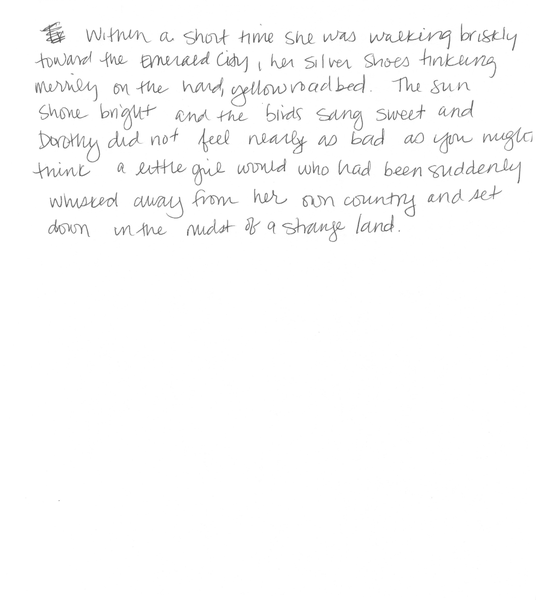 Within a short time she was walking briskly
toward the Emerald City, her silver shoes tinkling
merrily on the hard, yellow roadbed. The sun
shone bright and the birds sang sweet and
Dorothy did not feel nearly as bad as you might
think a little girl would who had been suddenly
whisked away from her own country and set
down in the midst of a strange land.